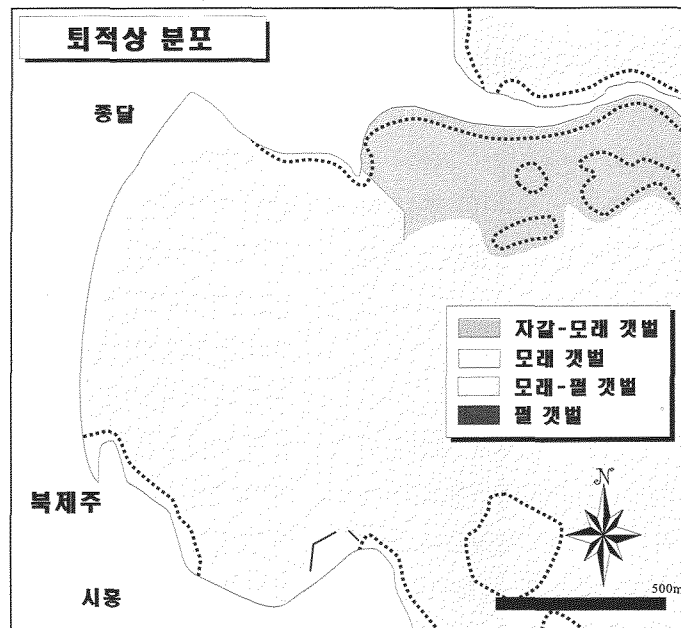 퇴적상 분포
종달
자갈-모래 갯벌
모래 갯벌
모래-펄 갯벌
펄 갯벌
북제주
시흥
N
500m